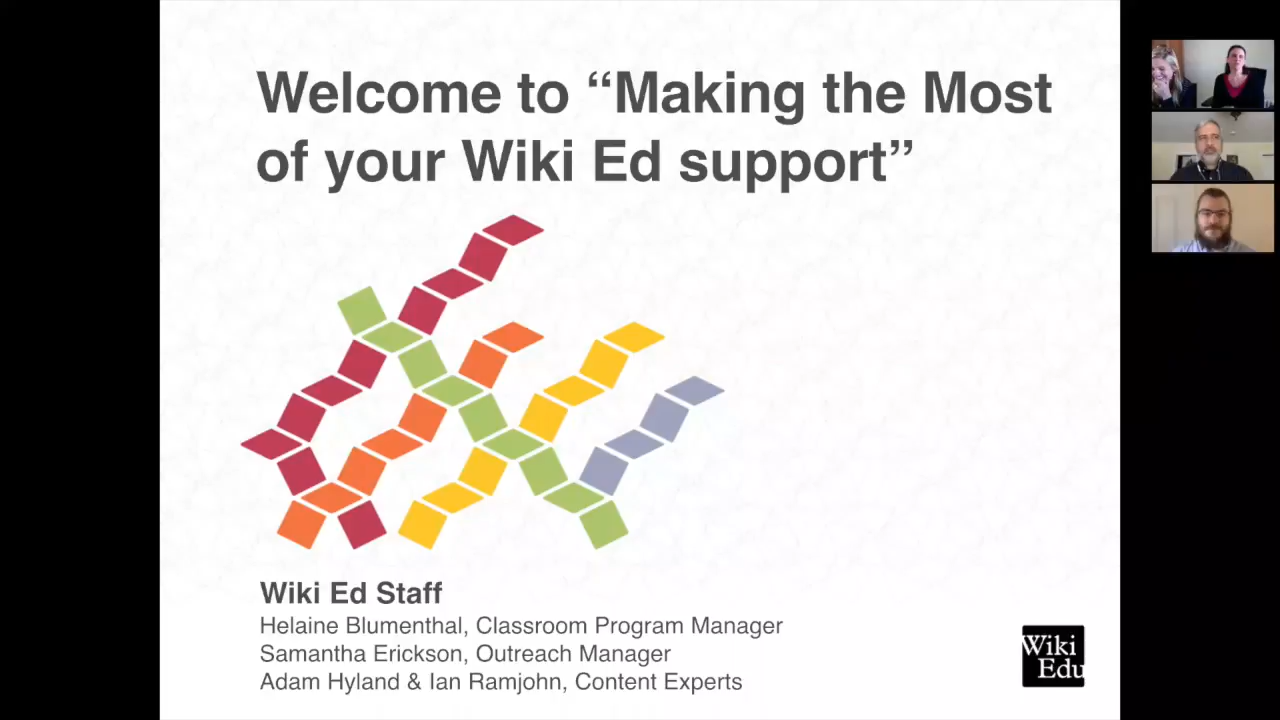 Welcome to “Making the Most
of your Wiki Ed support”
Wiki Ed Staff
Helaine Blumenthal, Classroom Program Manager
Samantha Erickson, Outreach Manager
Adam Hyland & Ian Ramjohn, Content Experts
Wiki
Edu